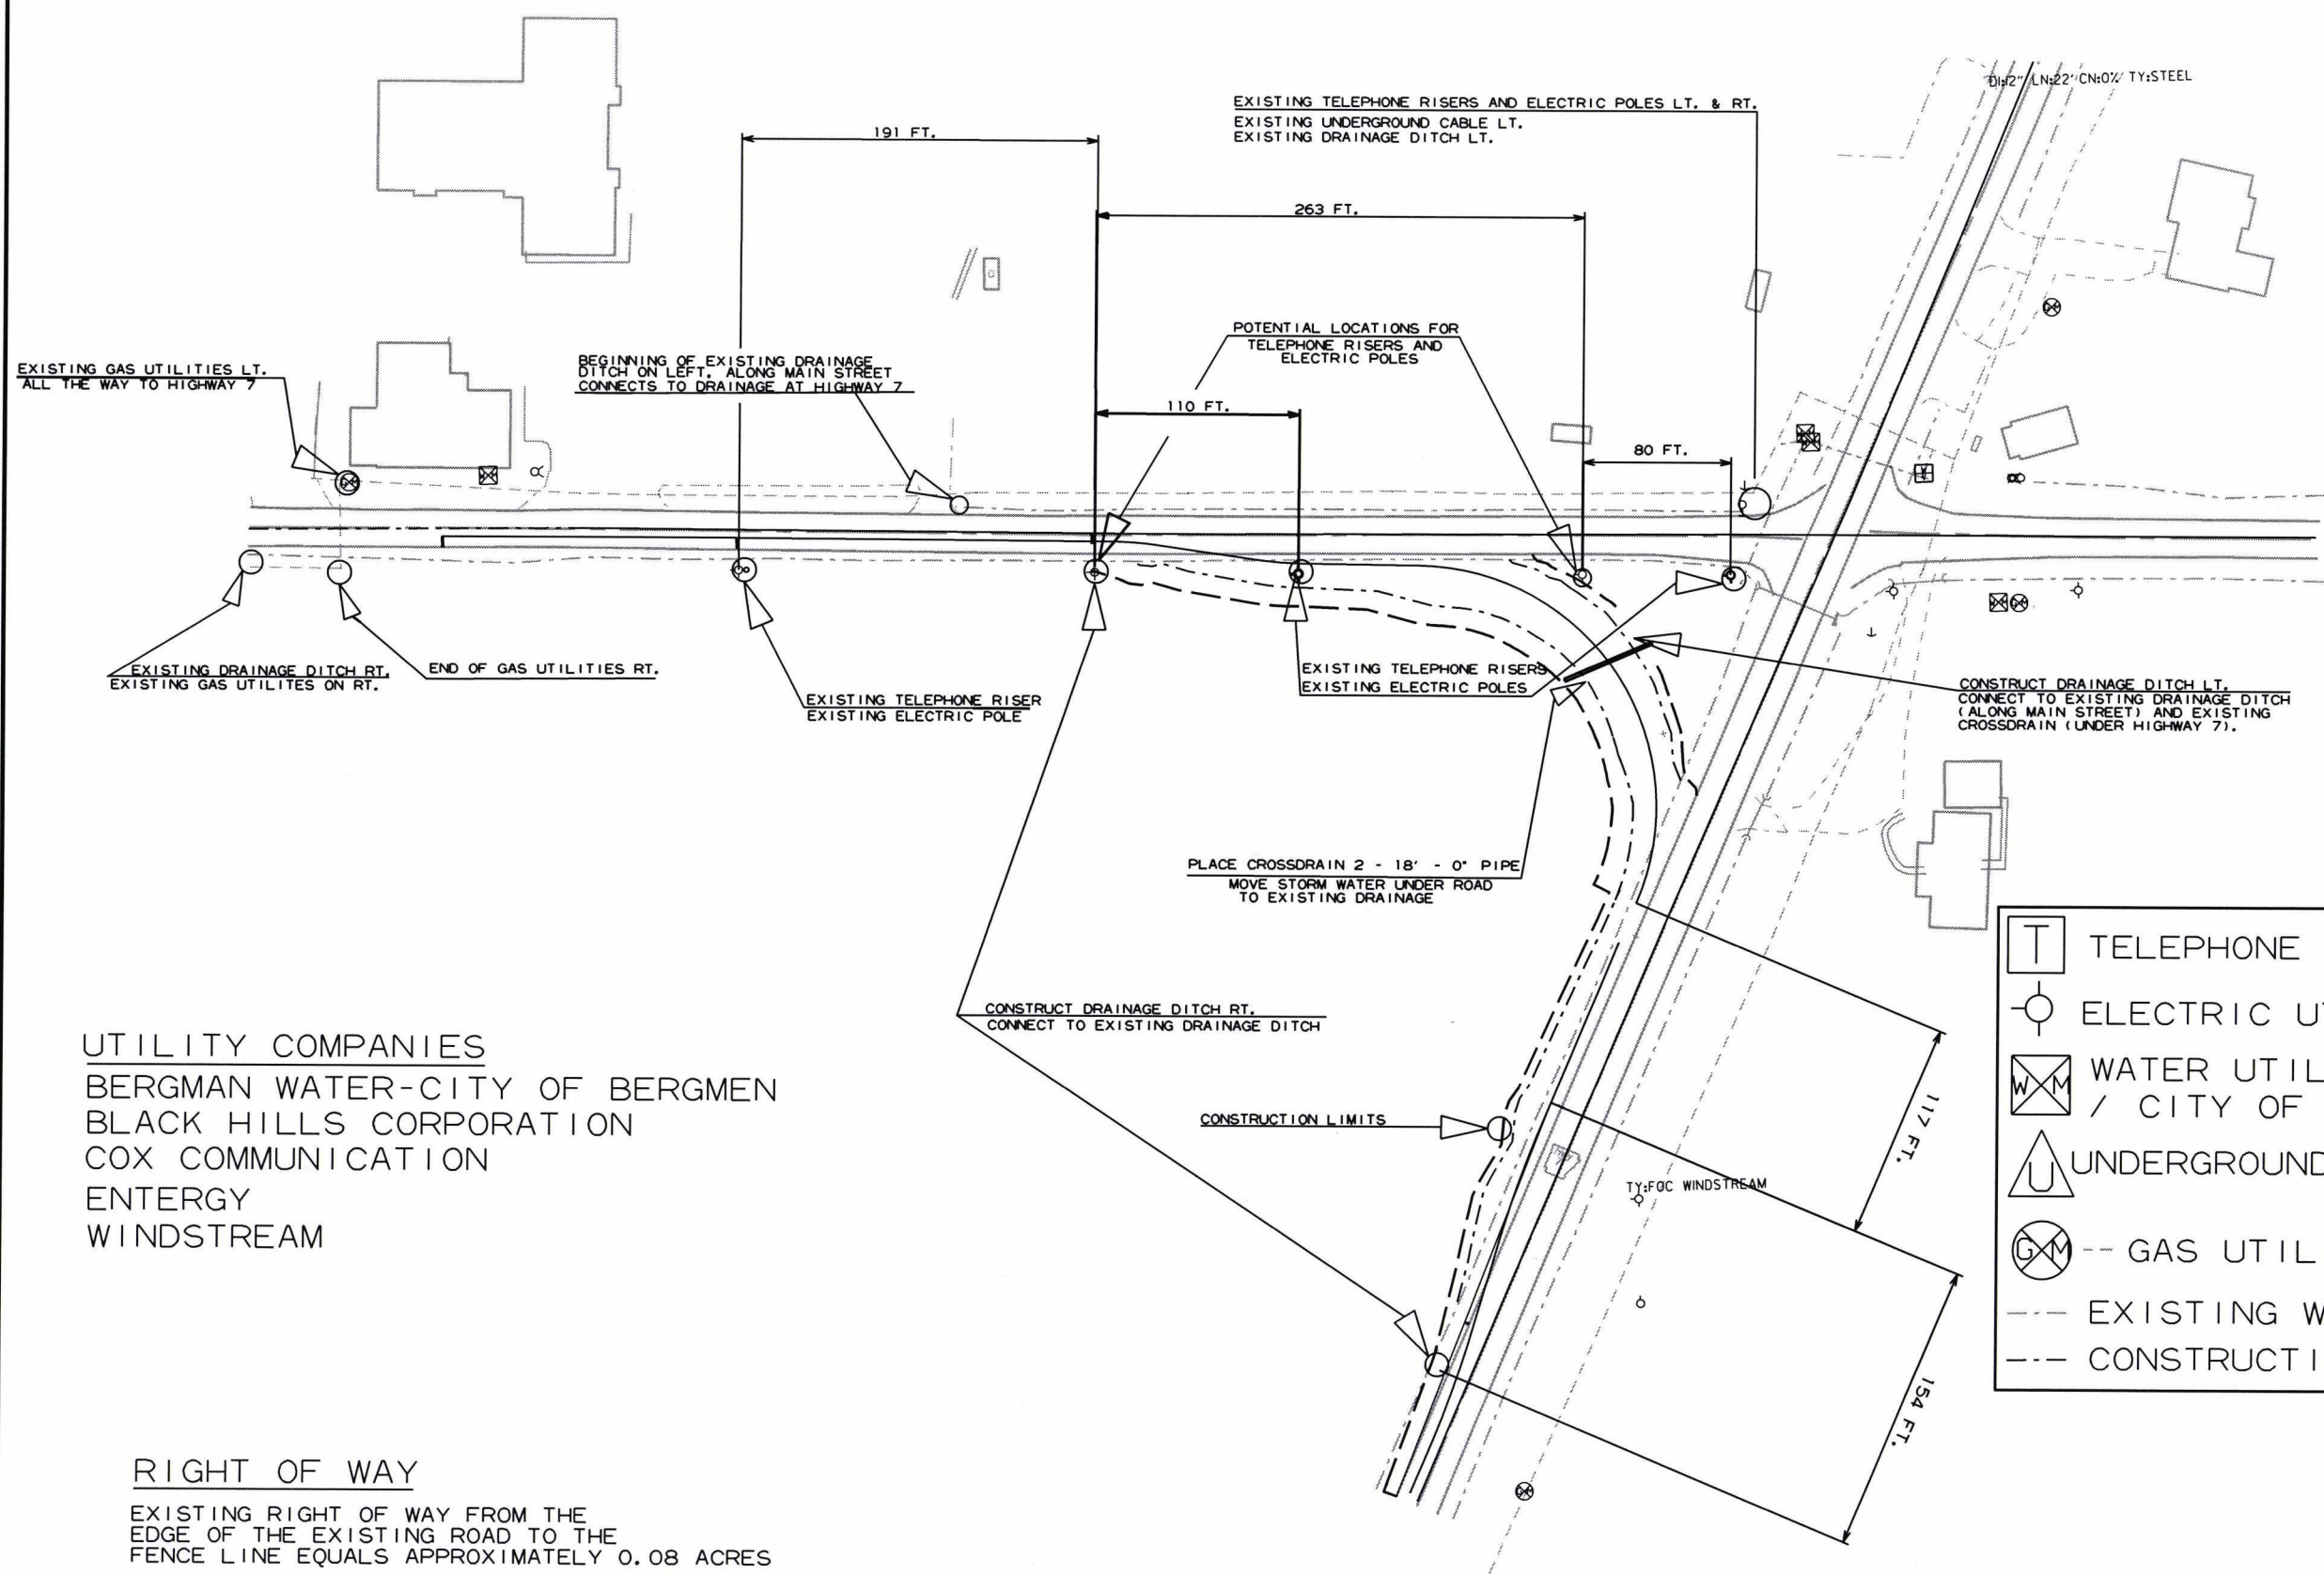 DI:12" LN:22' CN:0% TY:STEEL
EXISTING TELEPHONE RISERS AND ELECTRIC POLES LT. & RT.
EXISTING UNDERGROUND CABLE LT.
EXISTING DRAINAGE DITCH LT.
191 FT.
263 FT.
POTENTIAL LOCATIONS FOR
TELEPHONE RISERS AND
ELECTRIC POLES
EXISTING GAS UTILITIES LT.
ALL THE WAY TO HIGHWAY 7
BEGINNING OF EXISTING DRAINAGE
DITCH ON LEFT, ALONG MAIN STREET
CONNECTS TO DRAINAGE AT HIGHWAY 7
110 FT.
80 FT.
EXISTING DRAINAGE DITCH RT.
EXISTING GAS UTILITES ON RT.
END OF GAS UTILITIES RT.
EXISTING TELEPHONE RISER
EXISTING ELECTRIC POLE
EXISTING TELEPHONE RISERS
EXISTING ELECTRIC POLES
CONSTRUCT DRAINAGE DITCH LT.
CONNECT TO EXISTING DRAINAGE DITCH
(ALONG MAIN STREET) AND EXISTING
CROSSDRAIN (UNDER HIGHWAY 7).
PLACE CROSSDRAIN 2 - 18' - 0" PIPE
MOVE STORM WATER UNDER ROAD
TO EXISTING DRAINAGE
CONSTRUCT DRAINAGE DITCH RT.
CONNECT TO EXISTING DRAINAGE DITCH
CONSTRUCTION LIMITS
TY:FOC WINDSTREAM
117 FT.
154 FT.
UTILITY COMPANIES
BERGMAN WATER-CITY OF BERGMEN
BLACK HILLS CORPORATION
COX COMMUNICATION
ENTERGY
WINDSTREAM
RIGHT OF WAY
EXISTING RIGHT OF WAY FROM THE
EDGE OF THE EXISTING ROAD TO THE
FENCE LINE EQUALS APPROXIMATELY 0.08 ACRES
T TELEPHONE
ELECTRIC U
WM WATER UTIL
/ CITY OF
U UNDERGROUND
GM -- GAS UTIL
EXISTING W
CONSTRUCTI